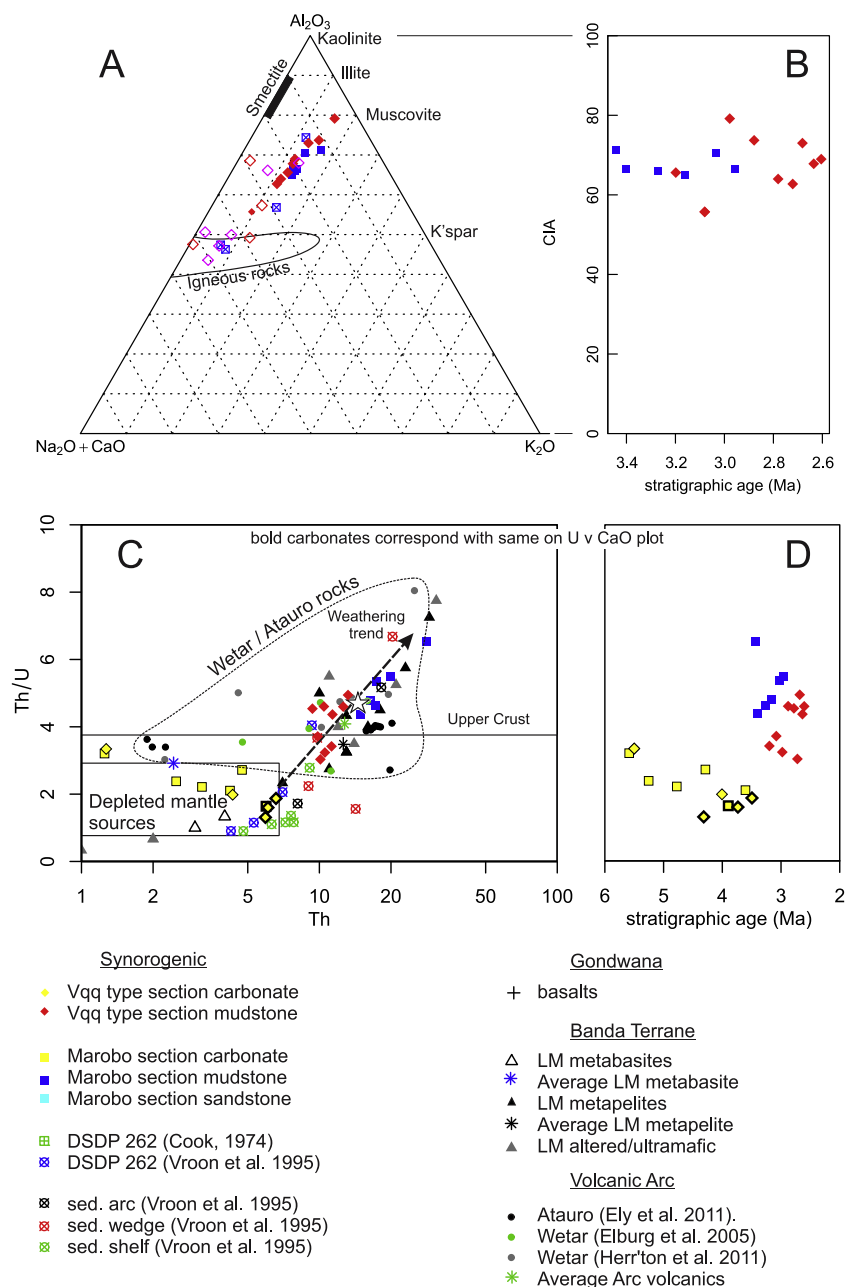 Al₂O₃
A
Kaolinite
Illite
Smectite
Muscovite
K'spar
Igneous rocks
Na₂O + CaO
K₂O
B
100
80
60
40
20
0
CIA
3.4 3.2 3.0 2.8 2.6
stratigraphic age (Ma)
bold carbonates correspond with same on U v CaO plot
C
10
8
6
4
2
0
Th/U
Wetar / Atauro rocks
Weathering
trend
Upper Crust
Depleted mantle
sources
1 2 5 10 20 50 100
Th
D
6 5 4 3 2
stratigraphic age (Ma)
Synorogenic
Vqq type section carbonate
Vqq type section mudstone
Marobo section carbonate
Marobo section mudstone
Marobo section sandstone
DSDP 262 (Cook, 1974)
DSDP 262 (Vroon et al. 1995)
sed. arc (Vroon et al. 1995)
sed. wedge (Vroon et al. 1995)
sed. shelf (Vroon et al. 1995)
Gondwana
basalts
Banda Terrane
LM metabasites
Average LM metabasite
LM metapelites
Average LM metapelite
LM altered/ultramafic
Volcanic Arc
Atauro (Ely et al. 2011).
Wetar (Elburg et al. 2005)
Wetar (Herr'ton et al. 2011)
Average Arc volcanics